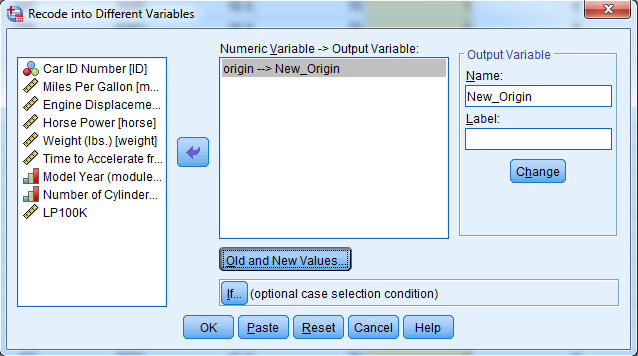 Recode into Different Variables
Car ID Number [ID]
Miles Per Gallon [m...
Engine Displaceme...
Horse Power [horse]
Weight (lbs.) [weight]
Time to Accelerate fr...
Model Year (module...
Number of Cylinder...
LP100K
Numeric Variable -> Output Variable:
origin --> New_Origin
Output Variable
Name:
New_Origin
Label:
Change
Old and New Values...
If... (optional case selection condition)
OK Paste Reset Cancel Help